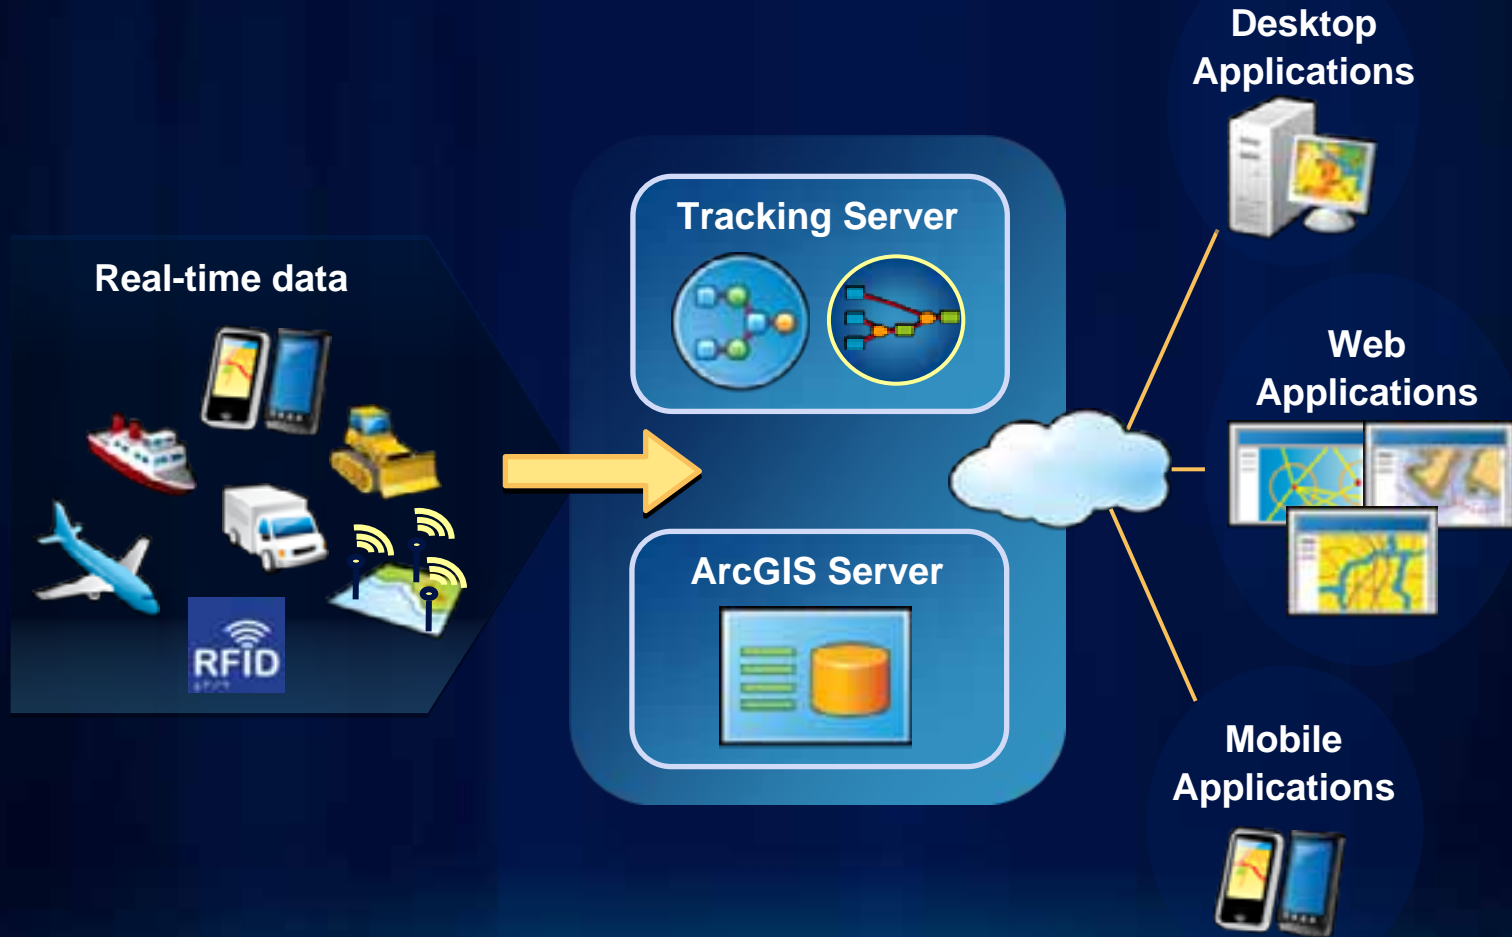 Desktop
Applications
Tracking Server
Real-time data
Web
Applications
ArcGIS Server
RFID
Mobile
Applications